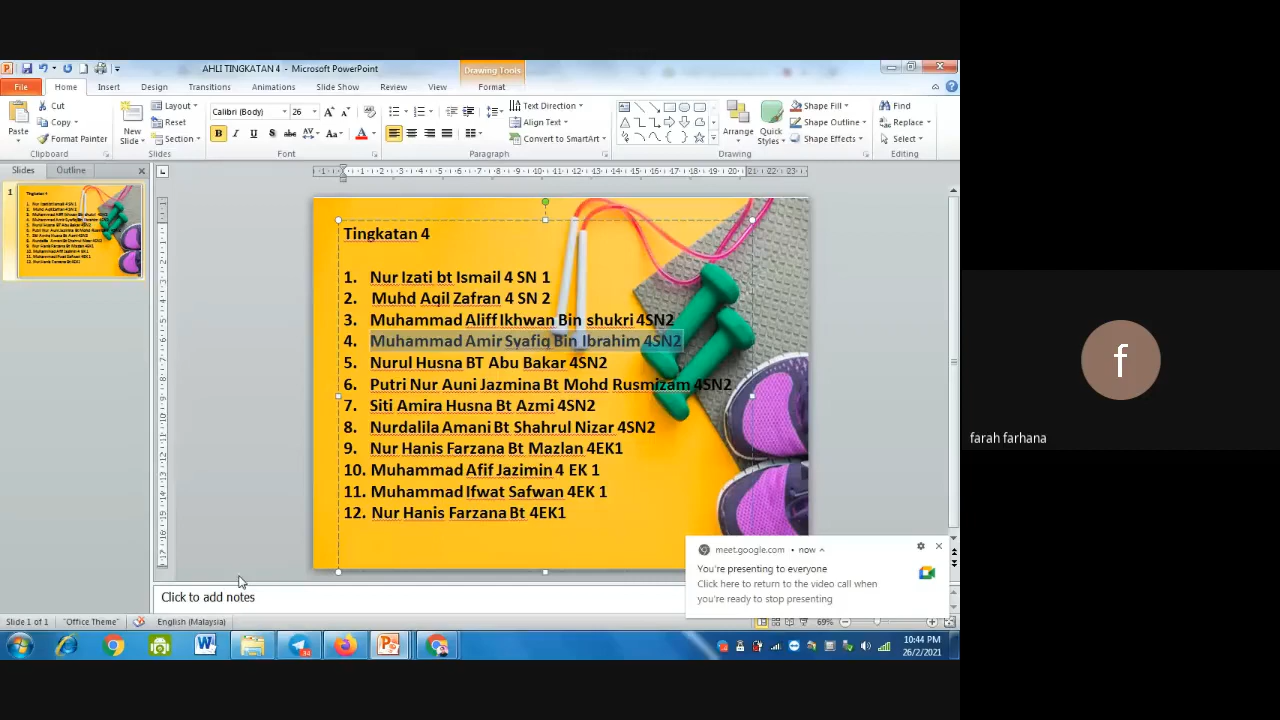 AHLI TINGKATAN 4 - Microsoft PowerPoint
Drawing Tools
File Home Insert Design Transitions Animations Slide Show Review View Format
Paste Cut Copy Format Painter
Clipboard
New Slide Layout Reset Section
Slides
Calibri (Body) 26
Font
Paragraph
Text Direction
Align Text
Convert to SmartArt
Arrange Quick Styles
Shape Fill
Shape Outline
Shape Effects
Drawing
Find
Replace
Select
Editing
Slides Outline
1
Tingkatan 4
1. Nur Izati bt Ismail 4 SN 1
2. Muhd Aqil Zafran 4 SN 2
3. Muhammad Aliff Ikhwan Bin shukri 4SN2
4. Muhammad Amir Syafiq Bin Ibrahim 4SN2
5. Nurul Husna BT Abu Bakar 4SN2
6. Putri Nur Auni Jazmina Bt Mohd Rusmizam 4SN2
7. Siti Amira Husna Bt Azmi 4SN2
8. Nurdalila Amani Bt Shahrul Nizar 4SN2
9. Nur Hanis Farzana Bt Mazlan 4EK1
10. Muhammad Afif Jazimin 4 EK 1
11. Muhammad Ifwat Safwan 4EK 1
12. Nur Hanis Farzana Bt 4EK1
f
farah farhana
meet.google.com • now
You're presenting to everyone
Click here to return to the video call when
you're ready to stop presenting
Click to add notes
Slide 1 of 1 "Office Theme" English (Malaysia) 69%
10:44 PM
26/2/2021